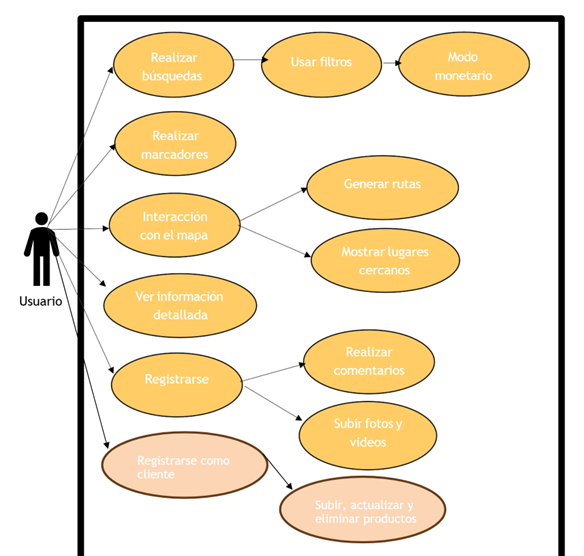 Realizar
búsquedas
Usar filtros
Modo
monetario
Realizar
marcadores
Interacción
con el mapa
Generar rutas
Mostrar lugares
cercanos
Usuario
Ver información
detallada
Registrarse
Realizar
comentarios
Subir fotos y
videos
Registrarse como
cliente
Subir, actualizar y
eliminar productos